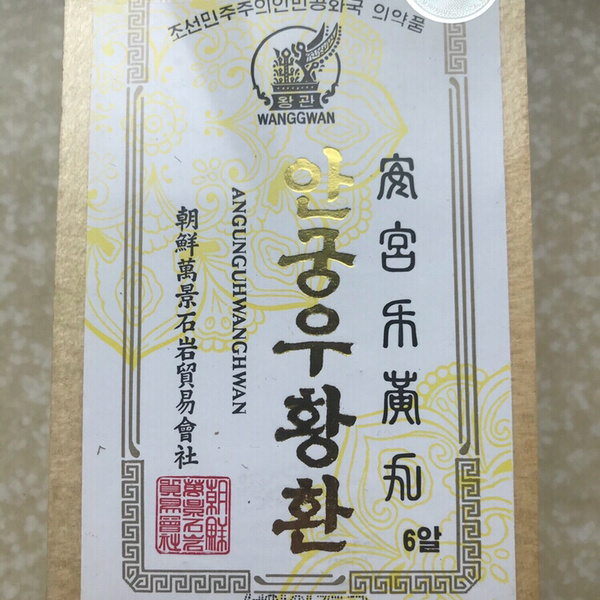 조선민주주의인민공화국 의약품
황관
WANGGWAN
安宮牛黃丸
안궁우황환
ANGUNGUHWANGHWAN
朝鮮萬景石岩貿易會社
6알